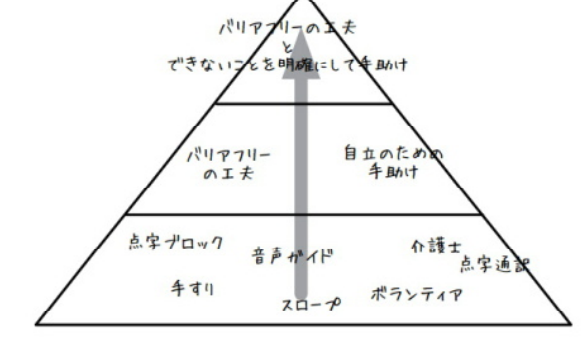 バリアフリーの工夫
と
できないことを明確にして手助け
バリアフリー
の工夫
自立のための
手助け
点字ブロック
音声ガイド
介護士
点字通訳
手すり
スロープ
ボランティア